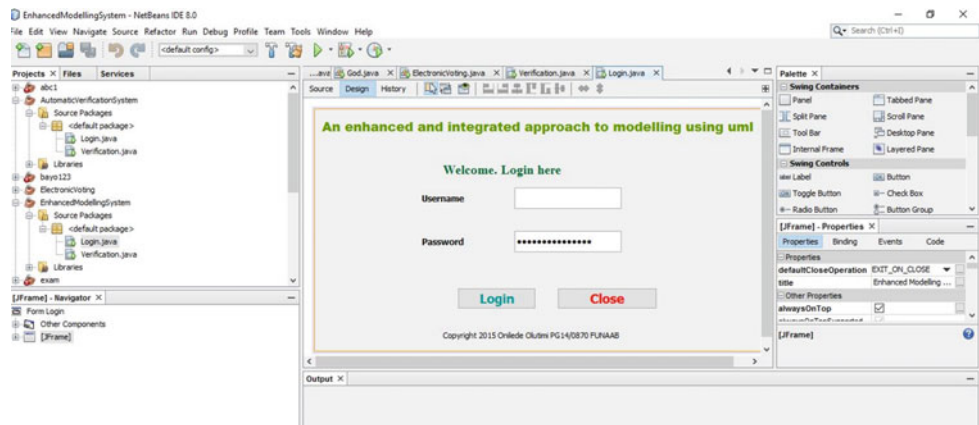 EnhancedModellingSystem - NetBeans IDE 8.0
File Edit View Navigate Source Refactor Run Debug Profile Team Tools Window Help
Search (Ctrl+I)
<default config>
Projects Files Services
abc1
AutomaticVerificationSystem
Source Packages
<default package>
Login.java
Verification.java
Libraries
bayo123
ElectronicVoting
EnhancedModellingSystem
Source Packages
<default package>
Login.java
Verification.java
Libraries
exam
[JFrame] - Navigator
Form Login
Other Components
[JFrame]
...ava God.java ElectronicVoting.java Verification.java Login.java
Source Design History
An enhanced and integrated approach to modelling using uml
Welcome. Login here
Username
Password
Login Close
Copyright 2015 Onilede Olutimi PG14/0870 FUNAAB
Output
Palette
Swing Containers
Panel Tabbed Pane
Split Pane Scroll Pane
Tool Bar Desktop Pane
Internal Frame Layered Pane
Swing Controls
label Label Button
Toggle Button Check Box
Radio Button Button Group
[JFrame] - Properties
Properties Binding Events Code
Properties
defaultCloseOperation EXIT_ON_CLOSE
title Enhanced Modelling ...
Other Properties
alwaysOnTop
[JFrame]